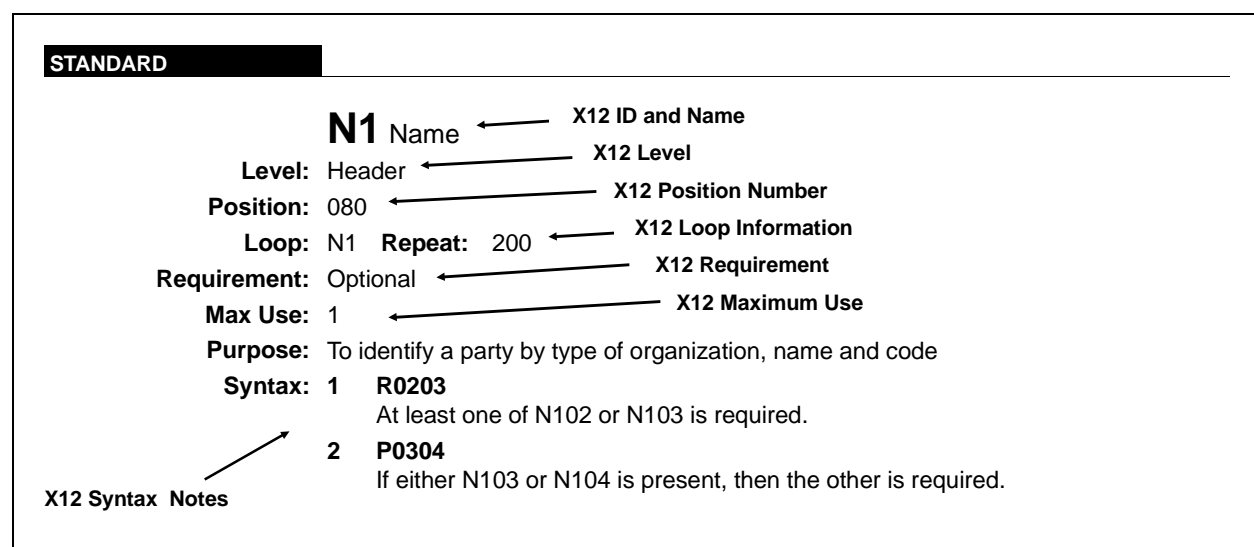 STANDARD
N1 Name X12 ID and Name
Level: Header X12 Level
Position: 080 X12 Position Number
Loop: N1 Repeat: 200 X12 Loop Information
Requirement: Optional X12 Requirement
Max Use: 1 X12 Maximum Use
Purpose: To identify a party by type of organization, name and code
Syntax: 1 R0203
At least one of N102 or N103 is required.
2 P0304
If either N103 or N104 is present, then the other is required.
X12 Syntax Notes